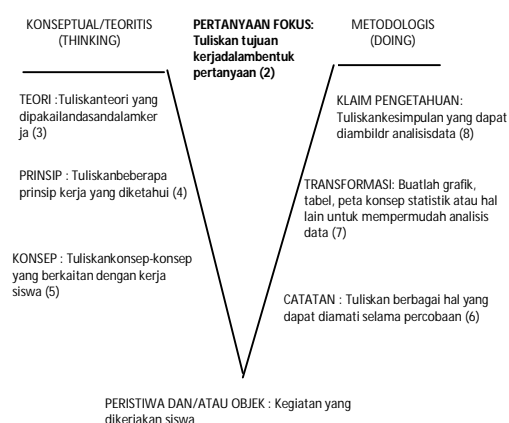 KONSEPTUAL/TEORITIS
(THINKING)
PERTANYAAN FOKUS:
Tuliskan tujuan
kerjadalambentuk
pertanyaan (2)
METODOLOGIS
(DOING)
TEORI :Tuliskanteori yang
dipakailandasandalamker
ja (3)
PRINSIP : Tuliskanbeberapa
prinsip kerja yang diketahui (4)
KONSEP : Tuliskankonsep-konsep
yang berkaitan dengan kerja
siswa (5)
KLAIM PENGETAHUAN:
Tuliskankesimpulan yang dapat
diambildr analisisdata (8)
TRANSFORMASI: Buatlah grafik,
tabel, peta konsep statistik atau hal
lain untuk mempermudah analisis
data (7)
CATATAN : Tuliskan berbagai hal yang
dapat diamati selama percobaan (6)
PERISTIWA DAN/ATAU OBJEK : Kegiatan yang
dikerjakan siswa